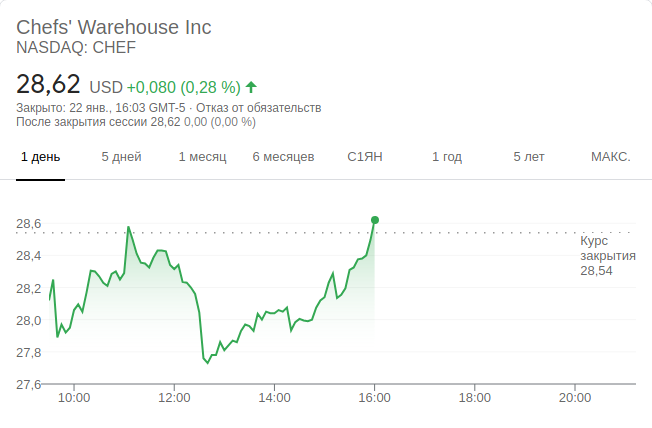 Chefs' Warehouse Inc
NASDAQ: CHEF
28,62 USD +0,080 (0,28 %)
Закрыто: 22 янв., 16:03 GMT-5 · Отказ от обязательств
После закрытия сессии 28,62 0,00 (0,00 %)
1 день 5 дней 1 месяц 6 месяцев С1ЯН 1 год 5 лет МАКС.
28,6
28,4
28,2
28,0
27,8
27,6
Курс
закрытия
28,54
10:00 12:00 14:00 16:00 18:00 20:00